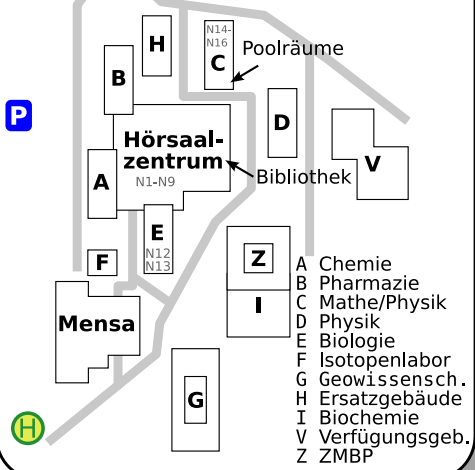 H
N14-
N16
C
Poolräume
B
P
D
Hörsaal-
zentrum
N1-N9
V
Bibliothek
A
E
N12
N13
F
Z
I
Mensa
G
H
A Chemie
B Pharmazie
C Mathe/Physik
D Physik
E Biologie
F Isotopenlabor
G Geowissensch.
H Ersatzgebäude
I Biochemie
V Verfügungsgeb.
Z ZMBP